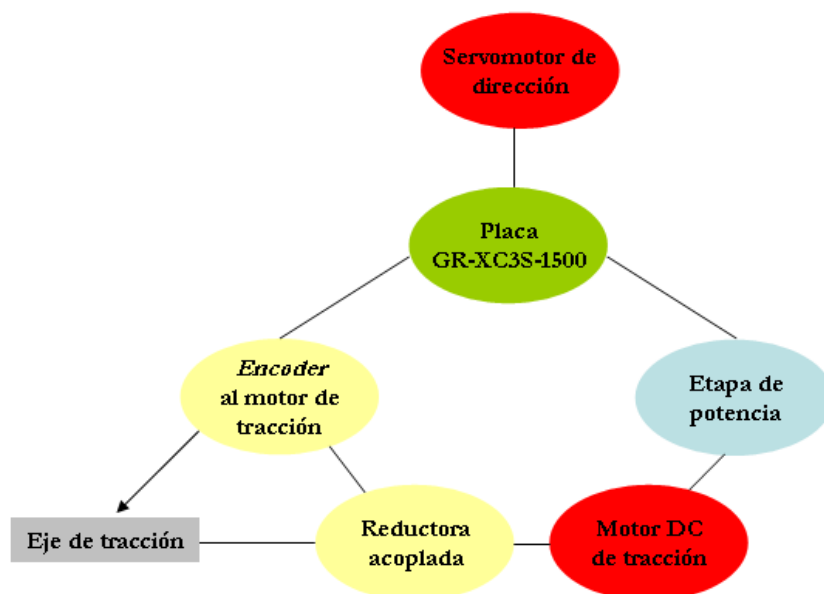 Servomotor de
dirección
Placa
GR-XC3S-1500
Encoder
al motor de
tracción
Etapa de
potencia
Eje de tracción
Reductora
acoplada
Motor DC
de tracción